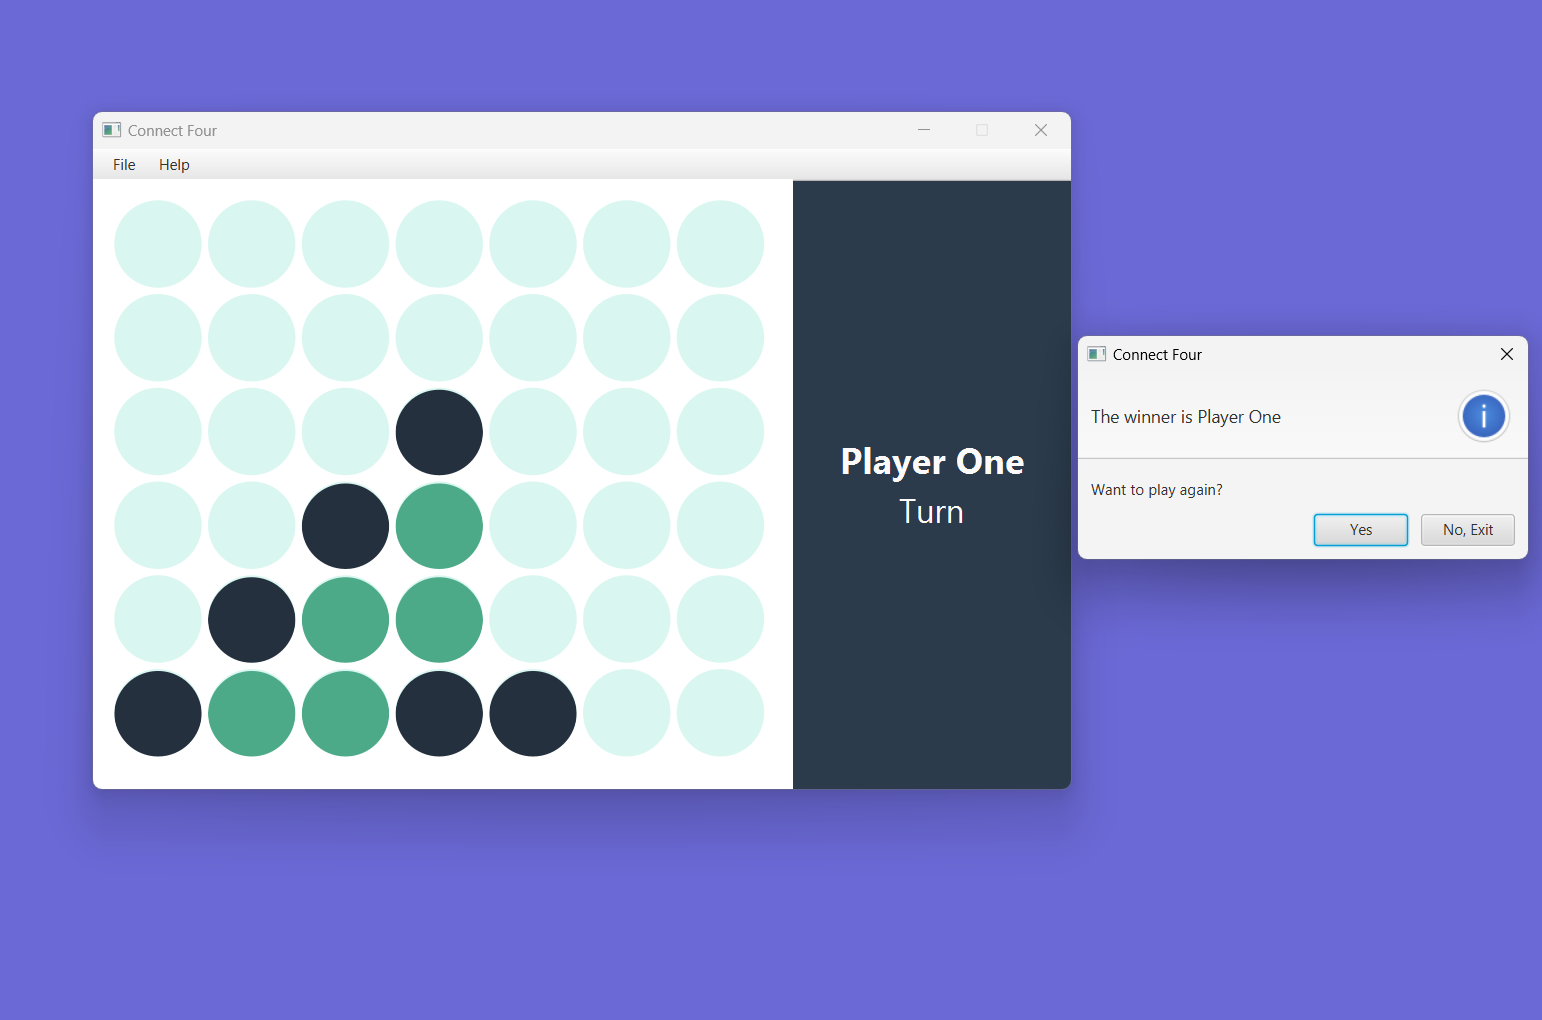 Connect Four
File Help
Player One
Turn
Connect Four
The winner is Player One
Want to play again?
Yes No, Exit